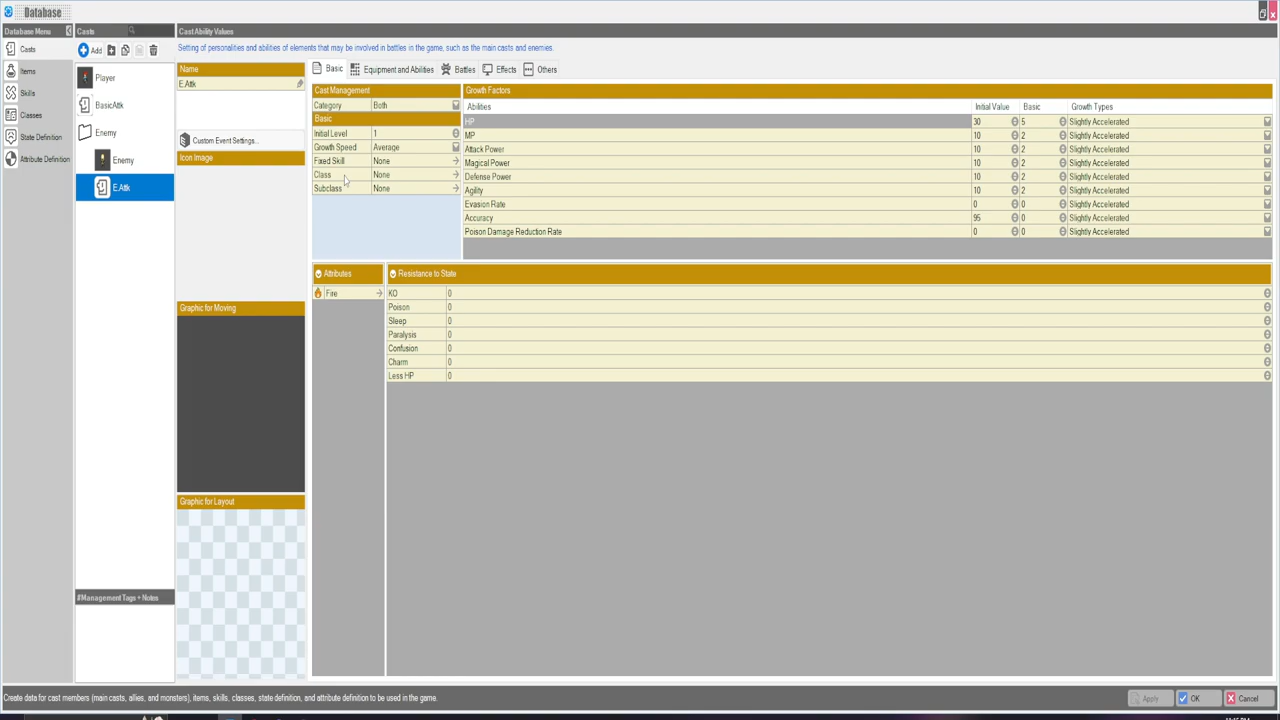 Database
Database Menu
Casts
Cast Ability Values
Casts
Add
Setting of personalities and abilities of elements that may be involved in battles in the game, such as the main casts and enemies.
Items
Skills
Classes
State Definition
Attribute Definition
Player
BasicAttk
Enemy
Enemy
E.Attk
#Management Tags + Notes
Name
E.Attk
Custom Event Settings...
Icon Image
Graphic for Moving
Graphic for Layout
Basic
Equipment and Abilities
Battles
Effects
Others
Cast Management
Category Both
Basic
Initial Level 1
Growth Speed Average
Fixed Skill None
Class None
Subclass None
Growth Factors
Abilities Initial Value Basic Growth Types
HP 30 5 Slightly Accelerated
MP 10 2 Slightly Accelerated
Attack Power 10 2 Slightly Accelerated
Magical Power 10 2 Slightly Accelerated
Defense Power 10 2 Slightly Accelerated
Agility 10 2 Slightly Accelerated
Evasion Rate 0 0 Slightly Accelerated
Accuracy 95 0 Slightly Accelerated
Poison Damage Reduction Rate 0 0 Slightly Accelerated
Attributes
Fire
Resistance to State
KO 0
Poison 0
Sleep 0
Paralysis 0
Confusion 0
Charm 0
Less HP 0
Create data for cast members (main casts, allies, and monsters), items, skills, classes, state definition, and attribute definition to be used in the game.
Apply
OK
Cancel